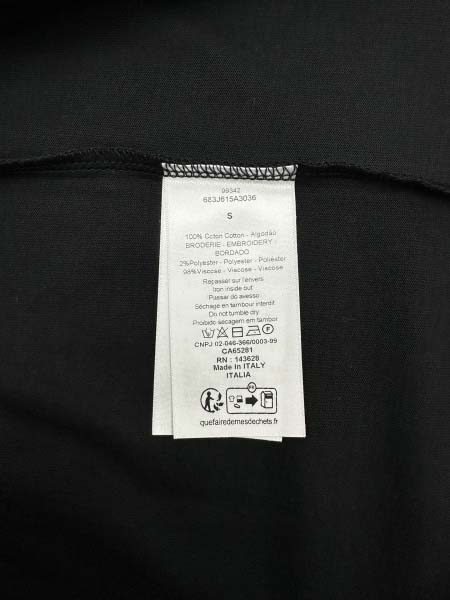 99342
683J615A3036
S
100% Coton Cotton - Algodão
BRODERIE - EMBROIDERY -
BORDADO
2%Polyester - Polyester - Poliéster
98%Viscose - Viscose - Viscose
Repasser sur l'envers
Iron inside out
Passar do avesso
Séchage en tambour interdit
Do not tumble dry
Proibido secagem em tambor
CNPJ 02-046-366/0003-99
CA65281
RN : 143628
Made In ITALY
ITALIA
FR
quefairedemesdechets.fr